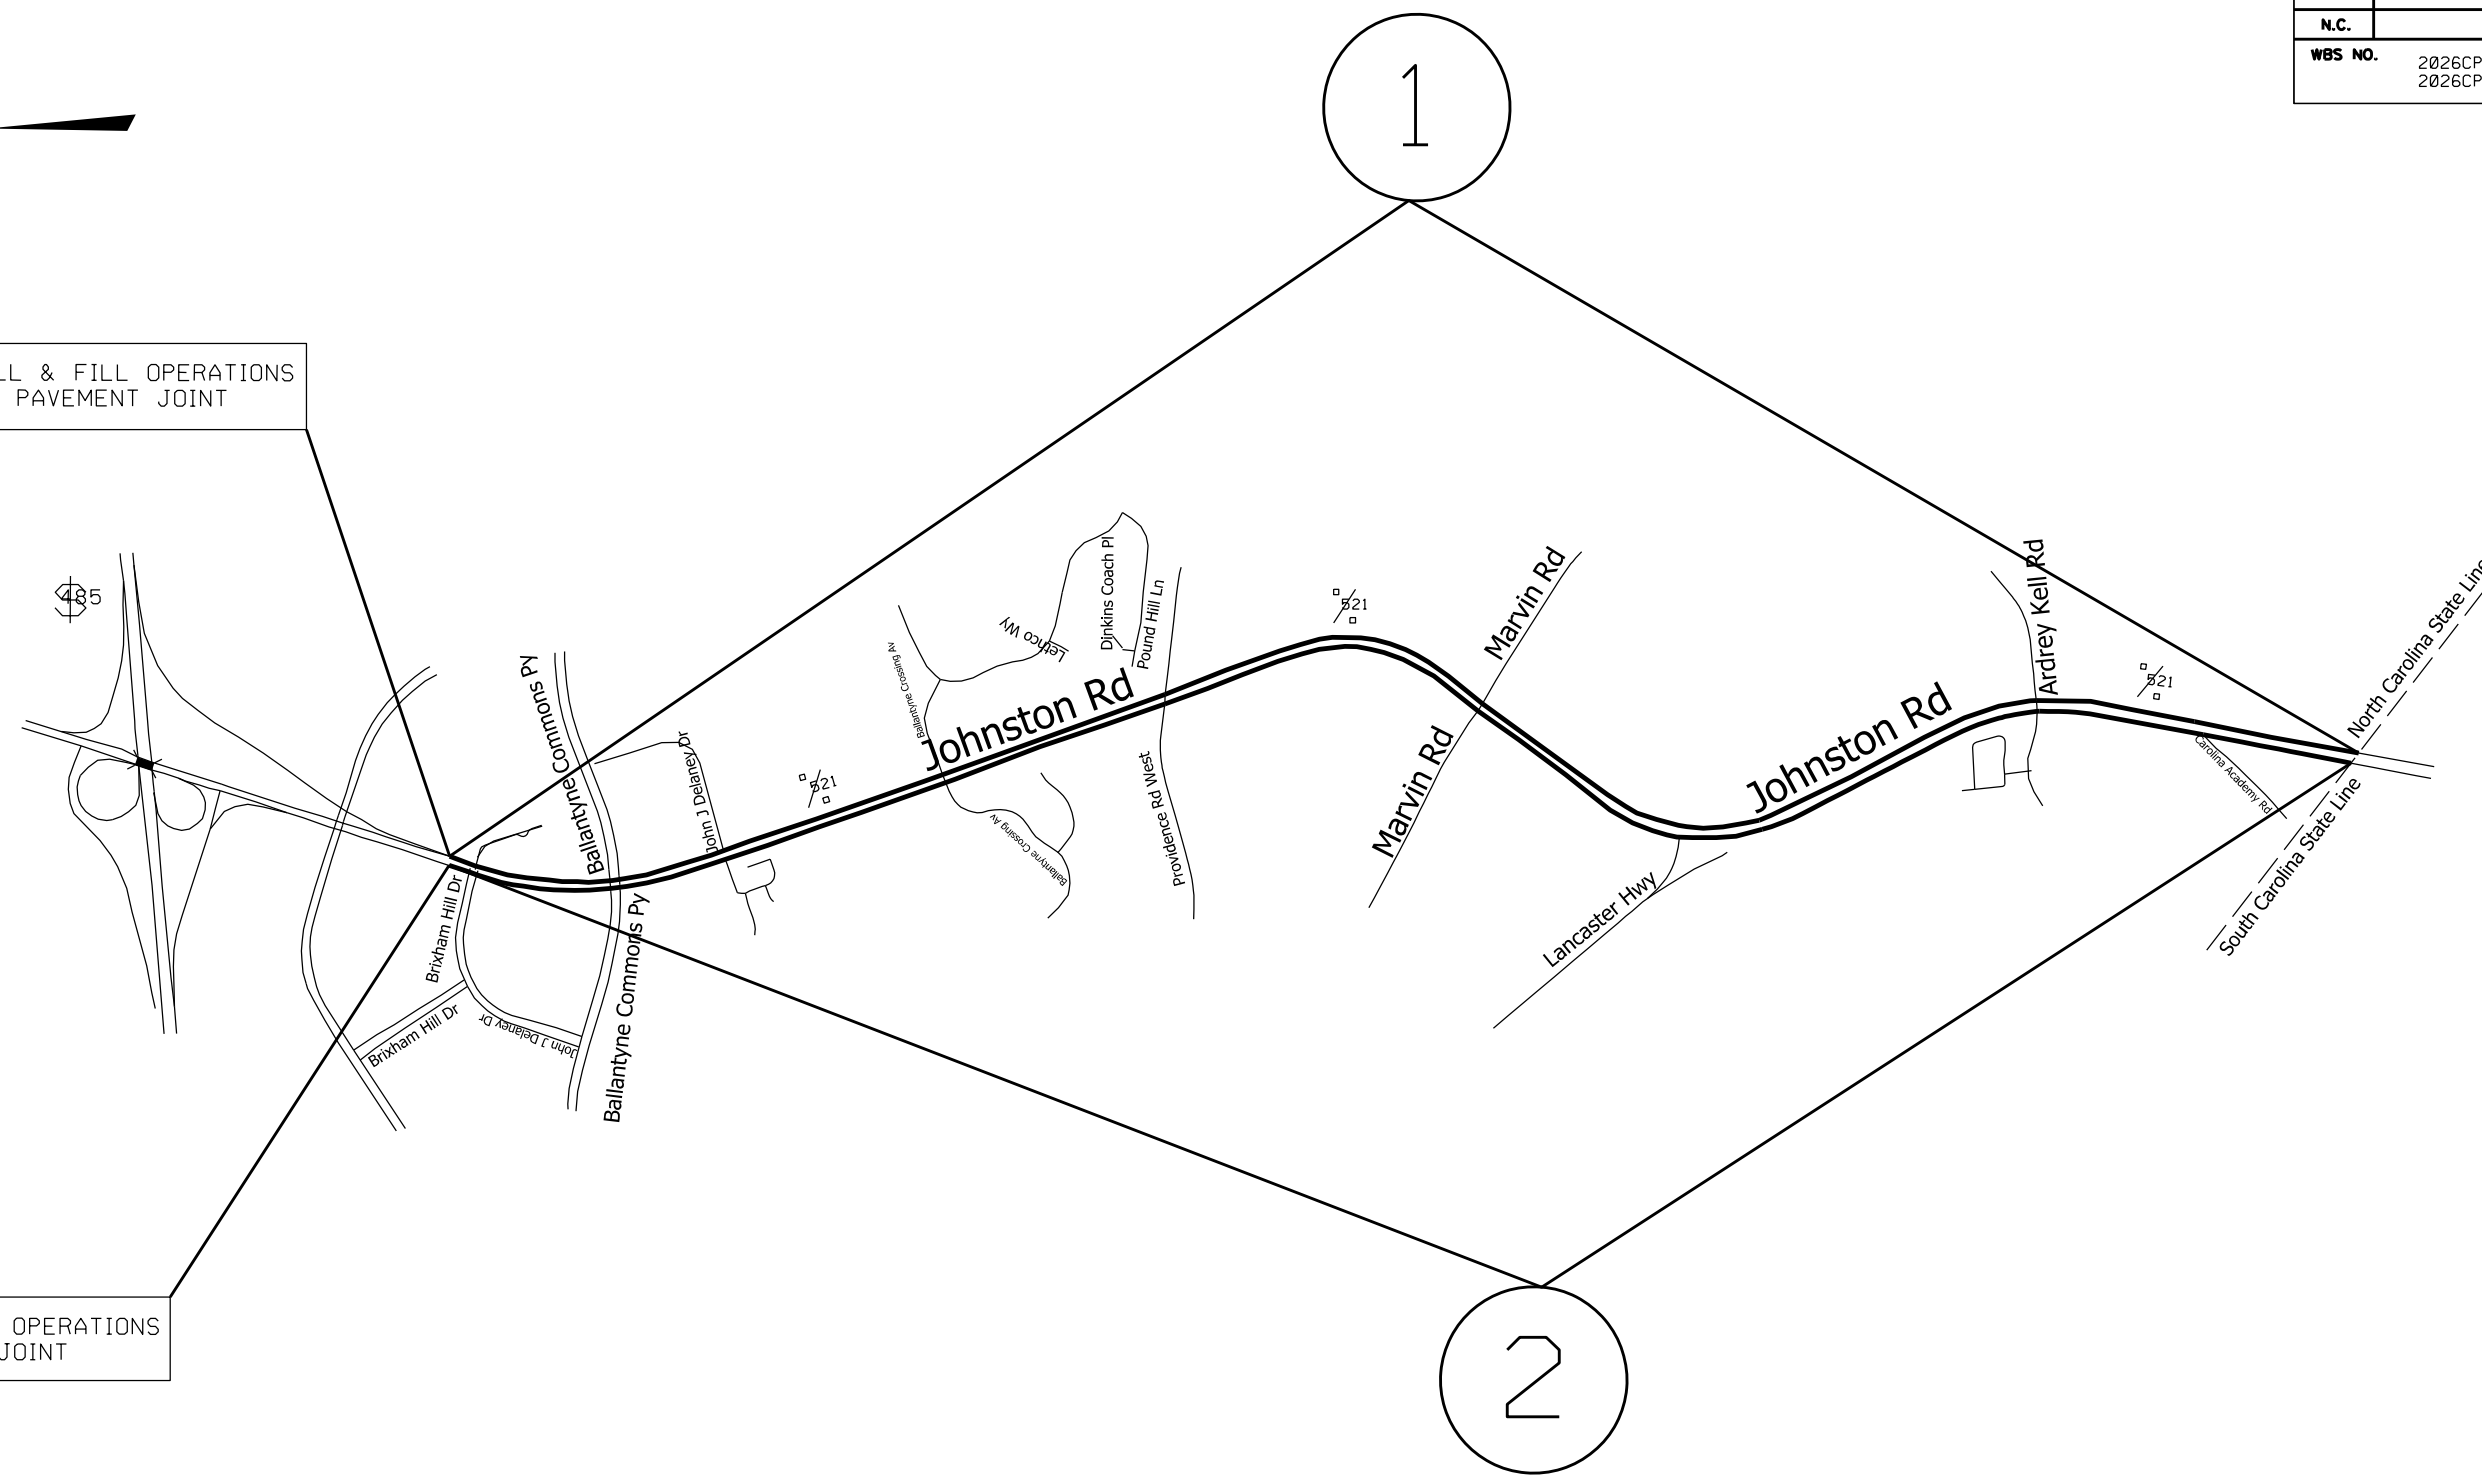 1
N.C.
WBS NO.
2026CP
2026CP
& FILL OPERATIONS
PAVEMENT JOINT
485
Ballantyne Commons Py
John J Delaney Dr
521
Ballantyne Crossing Av
Letrico Wy
Dinkins Coach Pl
Pound Hill Ln
Johnston Rd
521
Marvin Rd
Ardrey Kell Rd
521
North Carolina State Line
Brixham Hill Dr
Brixham Hill Dr
John J Delaney Dr
Ballantyne Commons Py
Ballantyne Crossing Av
Providence Rd West
Marvin Rd
Lancaster Hwy
Johnston Rd
Carolina Academy Rd
South Carolina State Line
OPERATIONS
JOINT
2